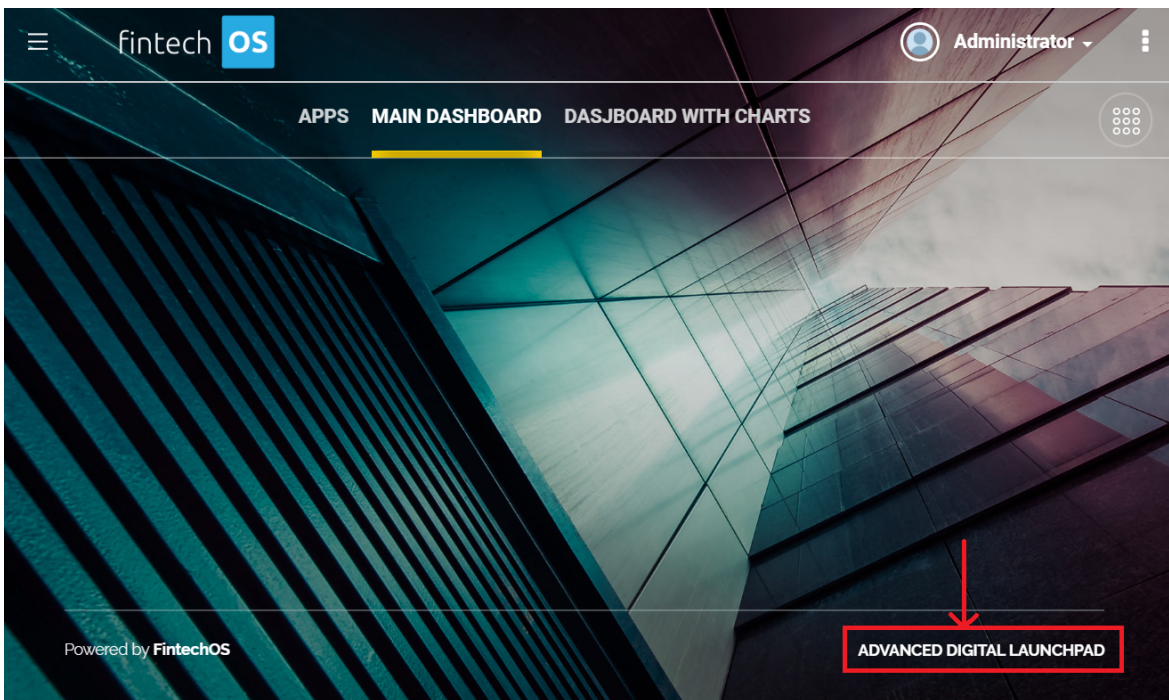 fintech OS
Administrator
APPS MAIN DASHBOARD DASJBOARD WITH CHARTS
Powered by FintechOS
ADVANCED DIGITAL LAUNCHPAD